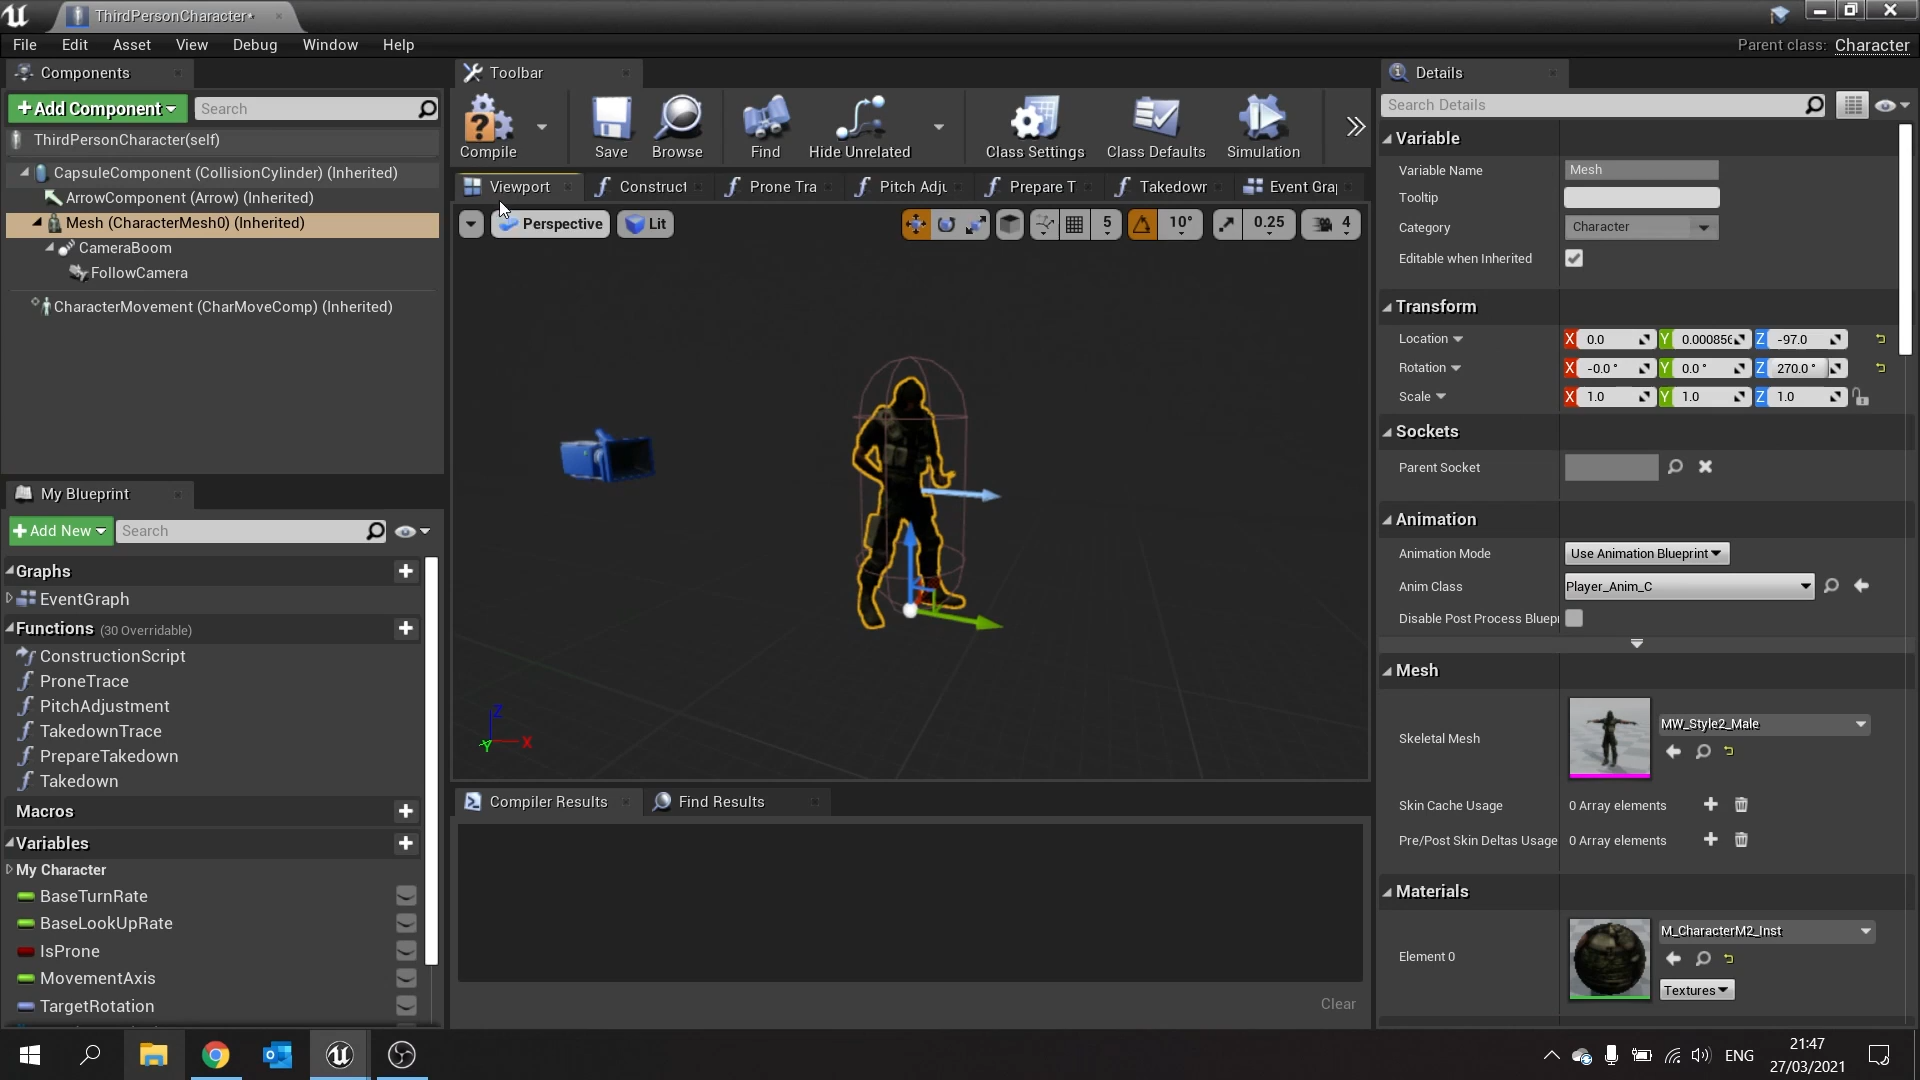 ThirdPersonCharacter*
File Edit Asset View Debug Window Help
Parent class: Character
Components
Add Component
Search
ThirdPersonCharacter(self)
CapsuleComponent (CollisionCylinder) (Inherited)
ArrowComponent (Arrow) (Inherited)
Mesh (CharacterMesh0) (Inherited)
CameraBoom
FollowCamera
CharacterMovement (CharMoveComp) (Inherited)
My Blueprint
Add New
Search
Graphs
EventGraph
Functions (30 Overridable)
ConstructionScript
ProneTrace
PitchAdjustment
TakedownTrace
PrepareTakedown
Takedown
Macros
Variables
My Character
BaseTurnRate
BaseLookUpRate
IsProne
MovementAxis
TargetRotation
Toolbar
Compile
Save
Browse
Find
Hide Unrelated
Class Settings
Class Defaults
Simulation
Viewport
Construct
Prone Tra
Pitch Adju
Prepare T
Takedown
Event Gra
Perspective
Lit
5
10°
0.25
4
Z
X
Y
Compiler Results
Find Results
Clear
Details
Search Details
Variable
Variable Name Mesh
Tooltip
Category Character
Editable when Inherited
Transform
Location X 0.0 Y 0.00085 Z -97.0
Rotation X -0.0 ° Y 0.0 ° Z 270.0 °
Scale X 1.0 Y 1.0 Z 1.0
Sockets
Parent Socket
Animation
Animation Mode Use Animation Blueprint
Anim Class Player_Anim_C
Disable Post Process Bluepr
Mesh
Skeletal Mesh MW_Style2_Male
Skin Cache Usage 0 Array elements
Pre/Post Skin Deltas Usage 0 Array elements
Materials
Element 0 M_CharacterM2_Inst
Textures
ENG
21:47
27/03/2021